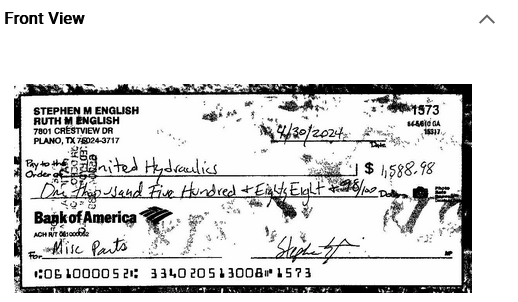 Front View
STEPHEN M ENGLISH
RUTH M ENGLISH
7801 CRESTVIEW DR
PLANO, TX 75024-3717
1573
4/30/2024
Date
Pay to the
Order of United Hydraulics $ 1,588.98
One thousand Five Hundred + Eighty Eight + 98/100 Dollars
Bank of America
ACH R/T 061000052
For Misc Parts
⑆061000052⑆ 334020513008⑈1573